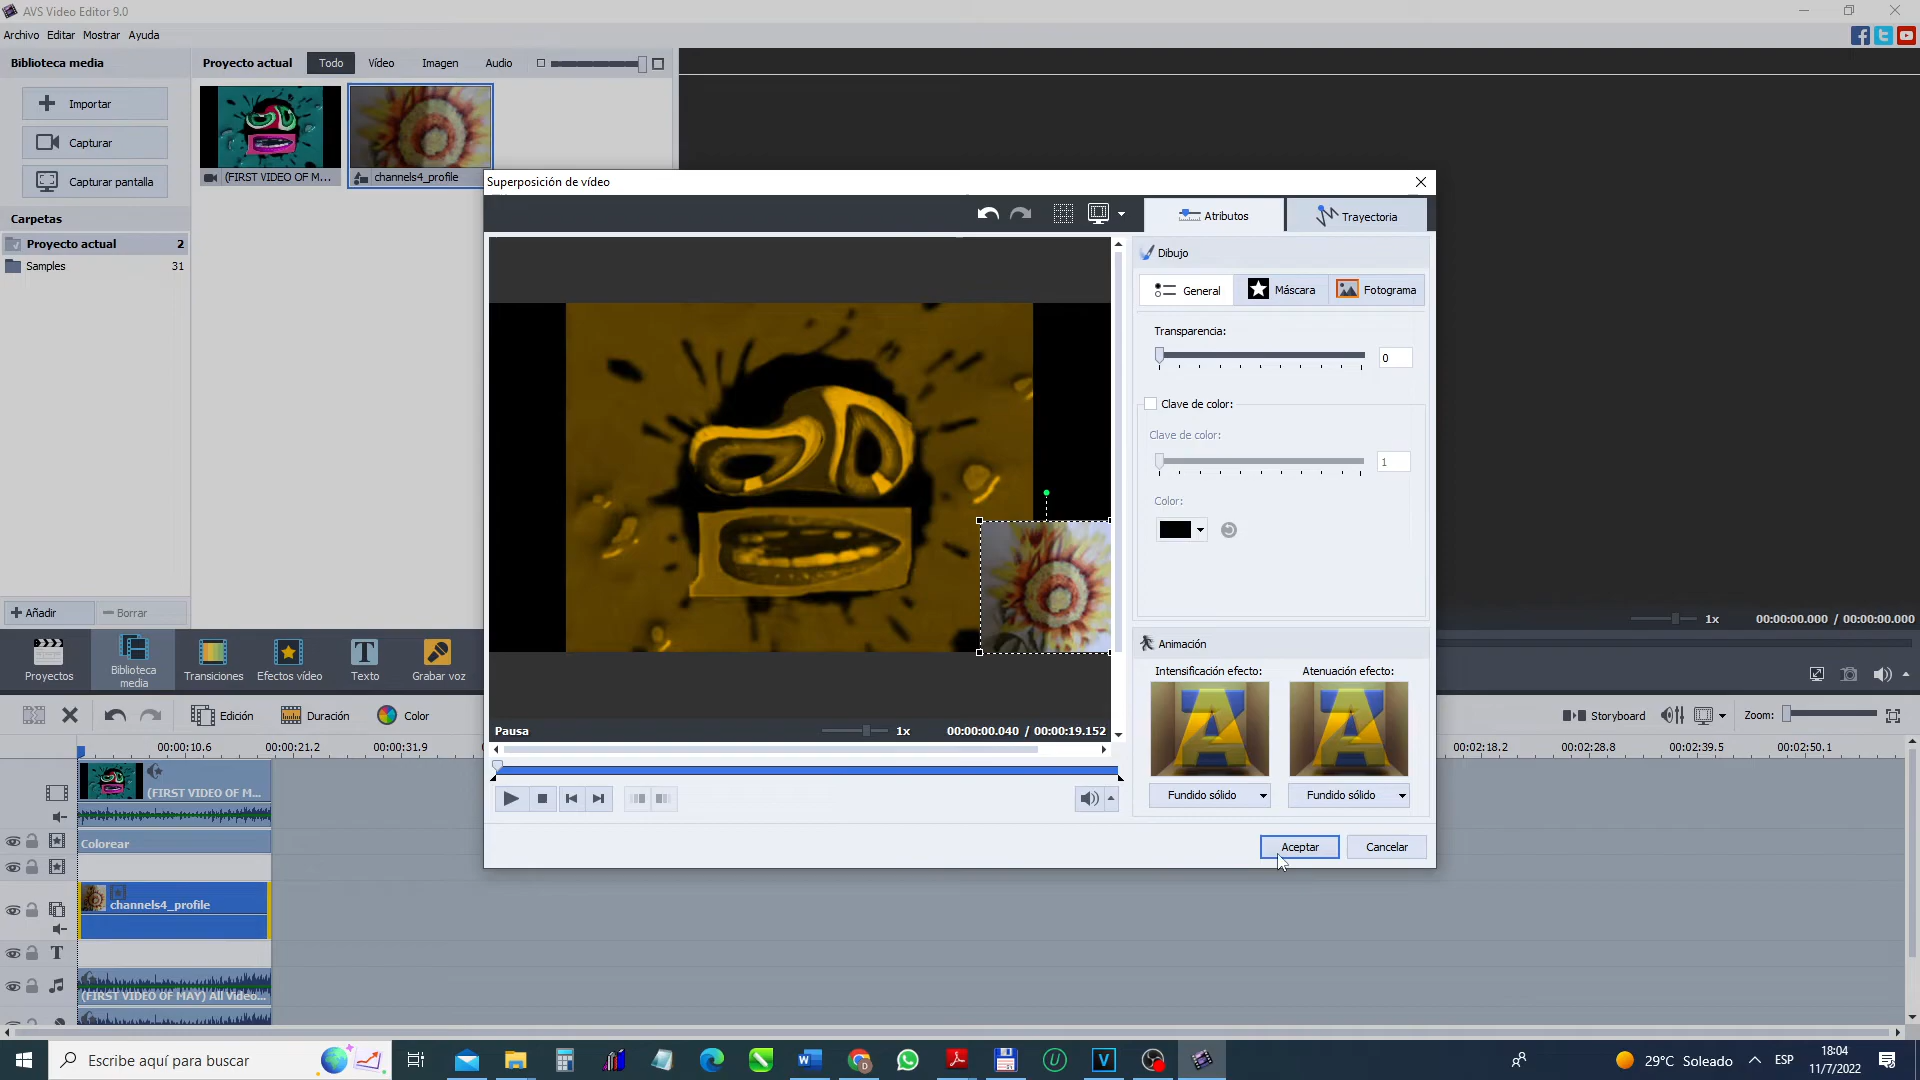 AVS Video Editor 9.0
Archivo Editar Mostrar Ayuda
Biblioteca media
Proyecto actual Todo Vídeo Imagen Audio
Importar
Capturar
Capturar pantalla
(FIRST VIDEO OF M...
channels4_profile
Carpetas
Proyecto actual 2
Samples 31
Añadir Borrar
Superposición de vídeo
Atributos
Trayectoria
Dibujo
General
Máscara
Fotograma
Transparencia:
0
Clave de color:
Clave de color:
1
Color:
Animación
Intensificación efecto: Atenuación efecto:
Fundido sólido Fundido sólido
Pausa 1x 00:00:00.040 / 00:00:19.152
Aceptar Cancelar
1x 00:00:00.000 / 00:00:00.000
Proyectos
Biblioteca media
Transiciones
Efectos vídeo
Texto
Grabar voz
Edición
Duración
Color
Storyboard
Zoom:
00:00:10.6 00:00:21.2 00:00:31.9 00:02:18.2 00:02:28.8 00:02:39.5 00:02:50.1
(FIRST VIDEO OF M...
Colorear
channels4_profile
T
(FIRST VIDEO OF MAY) All Video...
Escribe aquí para buscar
29°C Soleado
ESP
18:04
11/7/2022